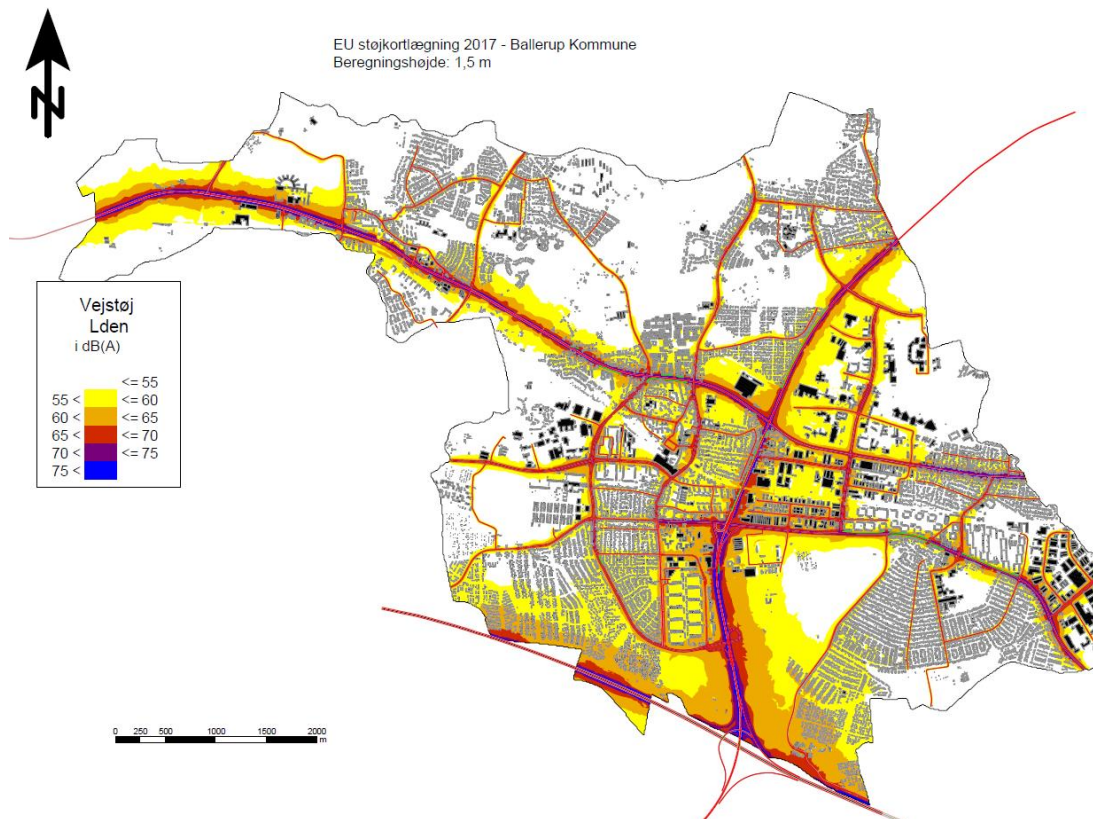 N
EU støjkortlægning 2017 - Ballerup Kommune
Beregningshøjde: 1,5 m
Vejstøj
Lden
i dB(A)
<= 55
55 < <= 60
60 < <= 65
65 < <= 70
70 < <= 75
75 <
0 250 500 1000 1500 2000
m